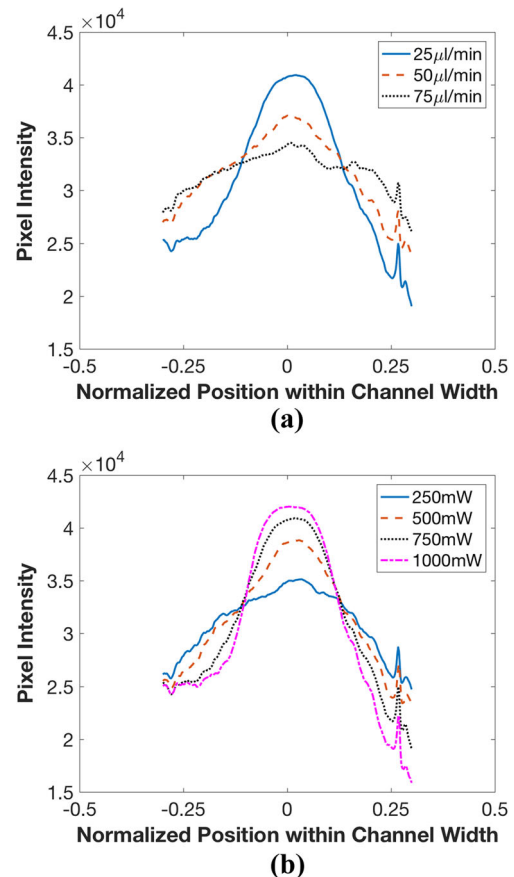 ×10⁴
4.5
4
3.5
3
2.5
2
1.5
-0.5
-0.25
0
0.25
0.5
Pixel Intensity
Normalized Position within Channel Width
25μl/min
50μl/min
75μl/min
(a)
×10⁴
4.5
4
3.5
3
2.5
2
1.5
-0.5
-0.25
0
0.25
0.5
Pixel Intensity
Normalized Position within Channel Width
250mW
500mW
750mW
1000mW
(b)